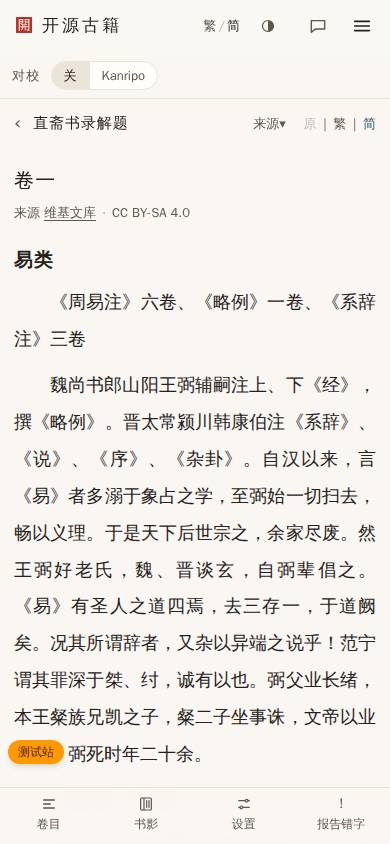 開 开源古籍 繁 / 简
对校 关 Kanripo
‹ 直斋书录解题 来源▾ 原 | 繁 | 简
卷一
来源 维基文库 · CC BY-SA 4.0
易类
《周易注》六卷、《略例》一卷、《系辞
注》三卷
魏尚书郎山阳王弼辅嗣注上、下《经》，
撰《略例》。晋太常颍川韩康伯注《系辞》、
《说》、《序》、《杂卦》。自汉以来，言
《易》者多溺于象占之学，至弼始一切扫去，
畅以义理。于是天下后世宗之，余家尽废。然
王弼好老氏，魏、晋谈玄，自弼辈倡之。
《易》有圣人之道四焉，去三存一，于道阙
矣。况其所谓辞者，又杂以异端之说乎！范宁
谓其罪深于桀、纣，诚有以也。弼父业长绪，
本王粲族兄凯之子，粲二子坐事诛，文帝以业
弼死时年二十余。
测试站
卷目 书影 设置 ! 报告错字